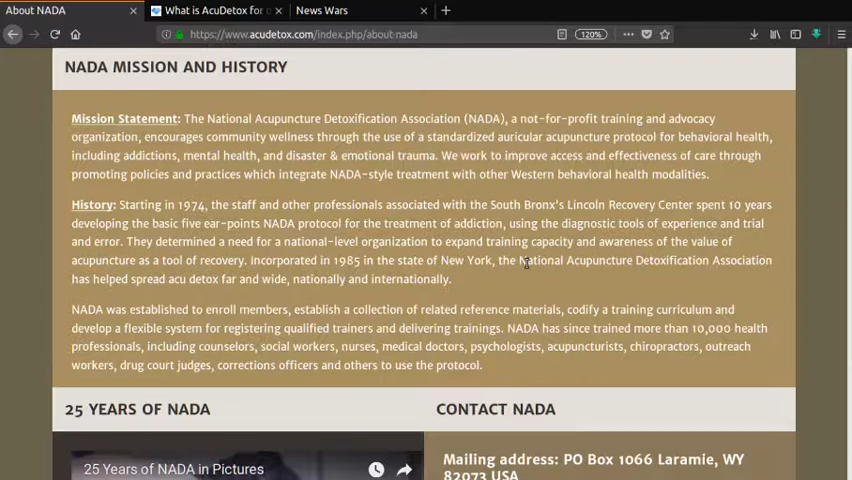 About NADA
What is AcuDetox for
News Wars
https://www.acudetox.com/index.php/about-nada
120%
NADA MISSION AND HISTORY
Mission Statement: The National Acupuncture Detoxification Association (NADA), a not-for-profit training and advocacy
organization, encourages community wellness through the use of a standardized auricular acupuncture protocol for behavioral health,
including addictions, mental health, and disaster & emotional trauma. We work to improve access and effectiveness of care through
promoting policies and practices which integrate NADA-style treatment with other Western behavioral health modalities.
History: Starting in 1974, the staff and other professionals associated with the South Bronx's Lincoln Recovery Center spent 10 years
developing the basic five ear-points NADA protocol for the treatment of addiction, using the diagnostic tools of experience and trial
and error. They determined a need for a national-level organization to expand training capacity and awareness of the value of
acupuncture as a tool of recovery. Incorporated in 1985 in the state of New York, the National Acupuncture Detoxification Association
has helped spread acu detox far and wide, nationally and internationally.
NADA was established to enroll members, establish a collection of related reference materials, codify a training curriculum and
develop a flexible system for registering qualified trainers and delivering trainings. NADA has since trained more than 10,000 health
professionals, including counselors, social workers, nurses, medical doctors, psychologists, acupuncturists, chiropractors, outreach
workers, drug court judges, corrections officers and others to use the protocol.
25 YEARS OF NADA
CONTACT NADA
25 Years of NADA in Pictures
Mailing address: PO Box 1066 Laramie, WY
82073 USA